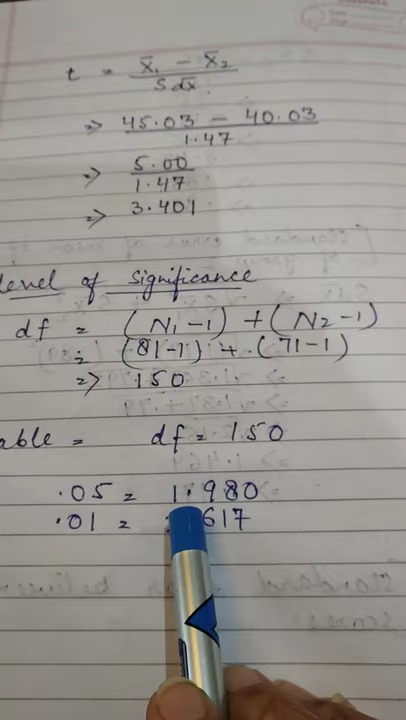 t = X̄₁ - X̄₂ / Sdx̄
=> 45.03 - 40.03 / 1.47
=> 5.00 / 1.47
=> 3.401
level of Significance
df = (N₁-1) + (N₂-1)
= (81-1) + (71-1)
=> 150
able = df = 150
.05 = 1.980
.01 = 617